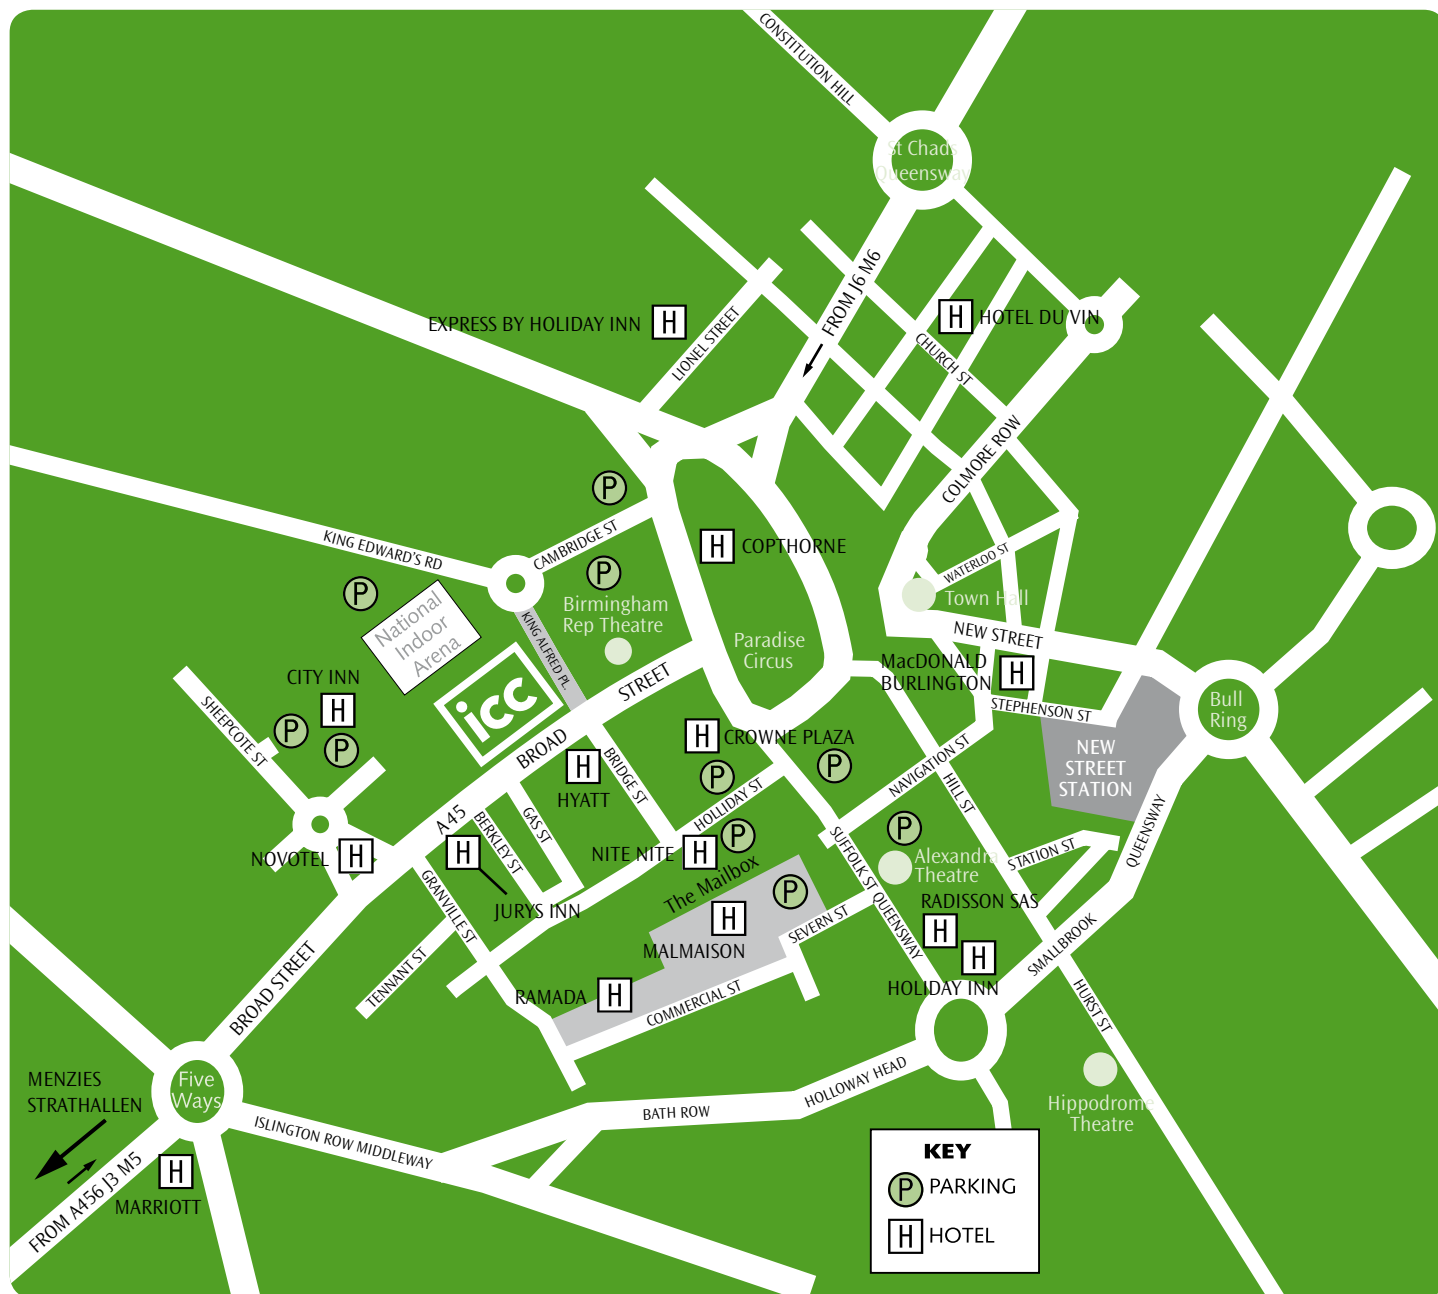 CONSTITUTION HILL
St Chads
Queensway
FROM J6 M6
EXPRESS BY HOLIDAY INN
H
LIONEL STREET
H
HOTEL DU VIN
CHURCH ST
COLMORE ROW
P
KING EDWARD'S RD
CAMBRIDGE ST
H
COPTHORNE
WATERLOO ST
P
P
National
Indoor
Arena
Birmingham
Rep Theatre
KING ALFRED PL.
Town Hall
NEW STREET
Paradise
Circus
MacDONALD
BURLINGTON
H
CITY INN
H
P
P
SHEEPCOTE ST
icc
BROAD
STREET
STEPHENSON ST
Bull
Ring
H
CROWNE PLAZA
NEW
STREET
STATION
H
HYATT
BRIDGE ST
P
P
NAVIGATION ST
HILL ST
HOLLIDAY ST
A45
BERKLEY ST
GAS ST
QUEENSWAY
NOVOTEL
H
H
JURYS INN
NITE NITE
H
P
P
SUFFOLK ST QUEENSWAY
Alexandra
Theatre
STATION ST
The Mailbox
P
H
MALMAISON
SEVERN ST
RADISSON SAS
H
H
HOLIDAY INN
SMALLBROOK
GRANVILLE ST
TENNANT ST
BROAD STREET
RAMADA
H
COMMERCIAL ST
HURST ST
MENZIES
STRATHALLEN
Five
Ways
ISLINGTON ROW MIDDLEWAY
BATH ROW
HOLLOWAY HEAD
Hippodrome
Theatre
FROM A456 J3 M5
H
MARRIOTT
KEY
P
PARKING
H
HOTEL